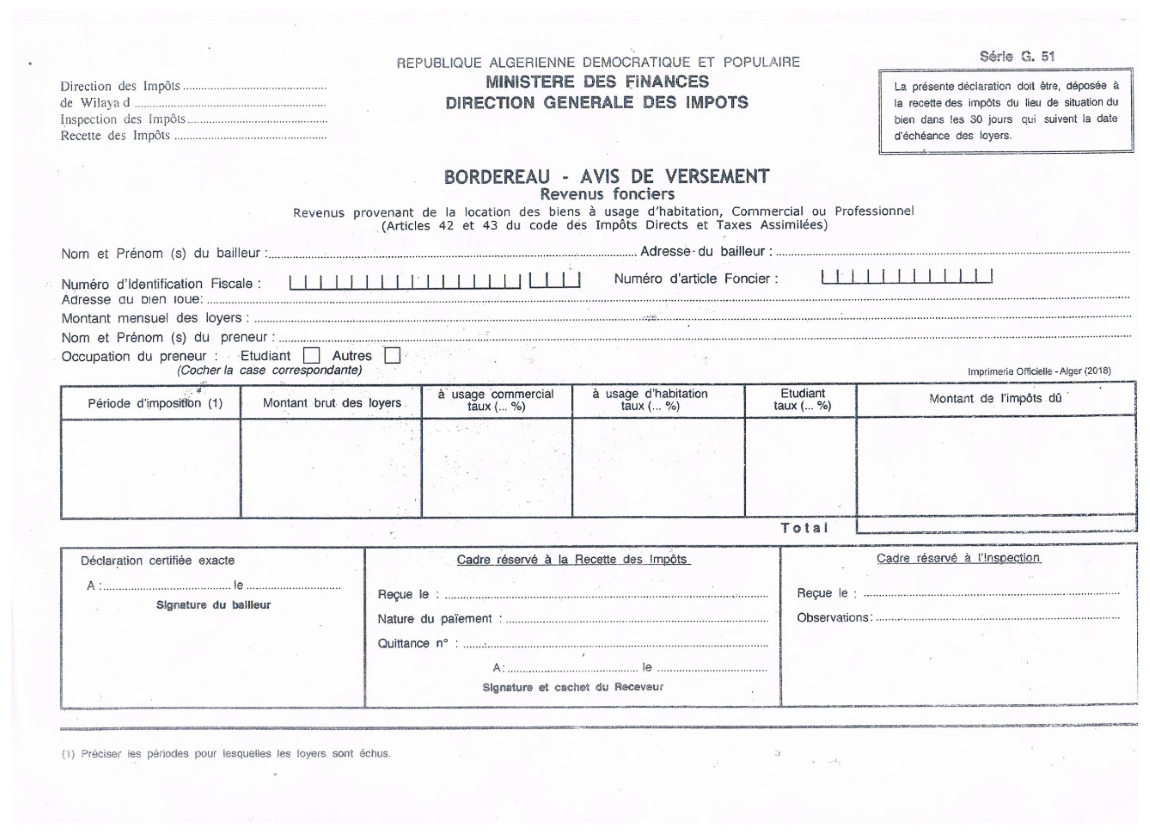 Série G. 51
REPUBLIQUE ALGERIENNE DEMOCRATIQUE ET POPULAIRE
MINISTERE DES FINANCES
DIRECTION GENERALE DES IMPOTS
Direction des Impôts
de Wilaya d
Inspection des Impôts
Recette des Impôts
La présente déclaration doit être, déposée à
la recette des impôts du lieu de situation du
bien dans les 30 jours qui suivent la date
d'échéance des loyers.
BORDEREAU - AVIS DE VERSEMENT
Revenus fonciers
Revenus provenant de la location des biens à usage d'habitation, Commercial ou Professionnel
(Articles 42 et 43 du code des Impôts Directs et Taxes Assimilées)
Nom et Prénom (s) du bailleur : Adresse du bailleur :
Numéro d'Identification Fiscale : Numéro d'article Foncier :
Adresse du bien loué:
Montant mensuel des loyers :
Nom et Prénom (s) du preneur :
Occupation du preneur : Etudiant Autres
(Cocher la case correspondante)
Imprimerie Officielle - Alger (2018)
Période d'imposition (1)
Montant brut des loyers
à usage commercial
taux (... %)
à usage d'habitation
taux (... %)
Etudiant
taux (... %)
Montant de l'impôts dû
Total
Déclaration certifiée exacte
A : le
Signature du bailleur
Cadre réservé à la Recette des Impôts
Reçue le :
Nature du païement :
Quittance n° :
A: le
Signature et cachet du Receveur
Cadre réservé à l'Inspection
Reçue le :
Observations:
(1) Préciser les périodes pour lesquelles les loyers sont échus.